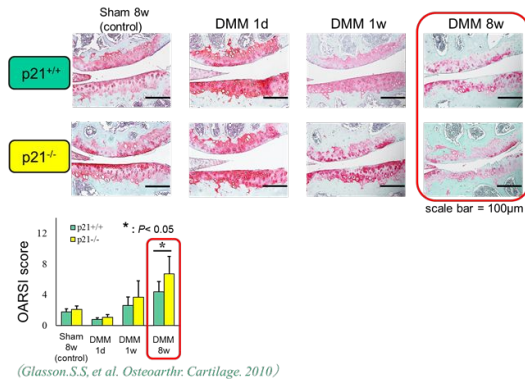 Sham 8w
(control)
DMM 1d
DMM 1w
DMM 8w
p21+/+
p21-/-
scale bar = 100μm
OARSI score
12
8
4
0
p21+/+
p21-/-
* : P< 0.05
*
Sham
8w
(control)
DMM
1d
DMM
1w
DMM
8w
(Glasson.S.S, et al. Osteoarthr. Cartilage. 2010)